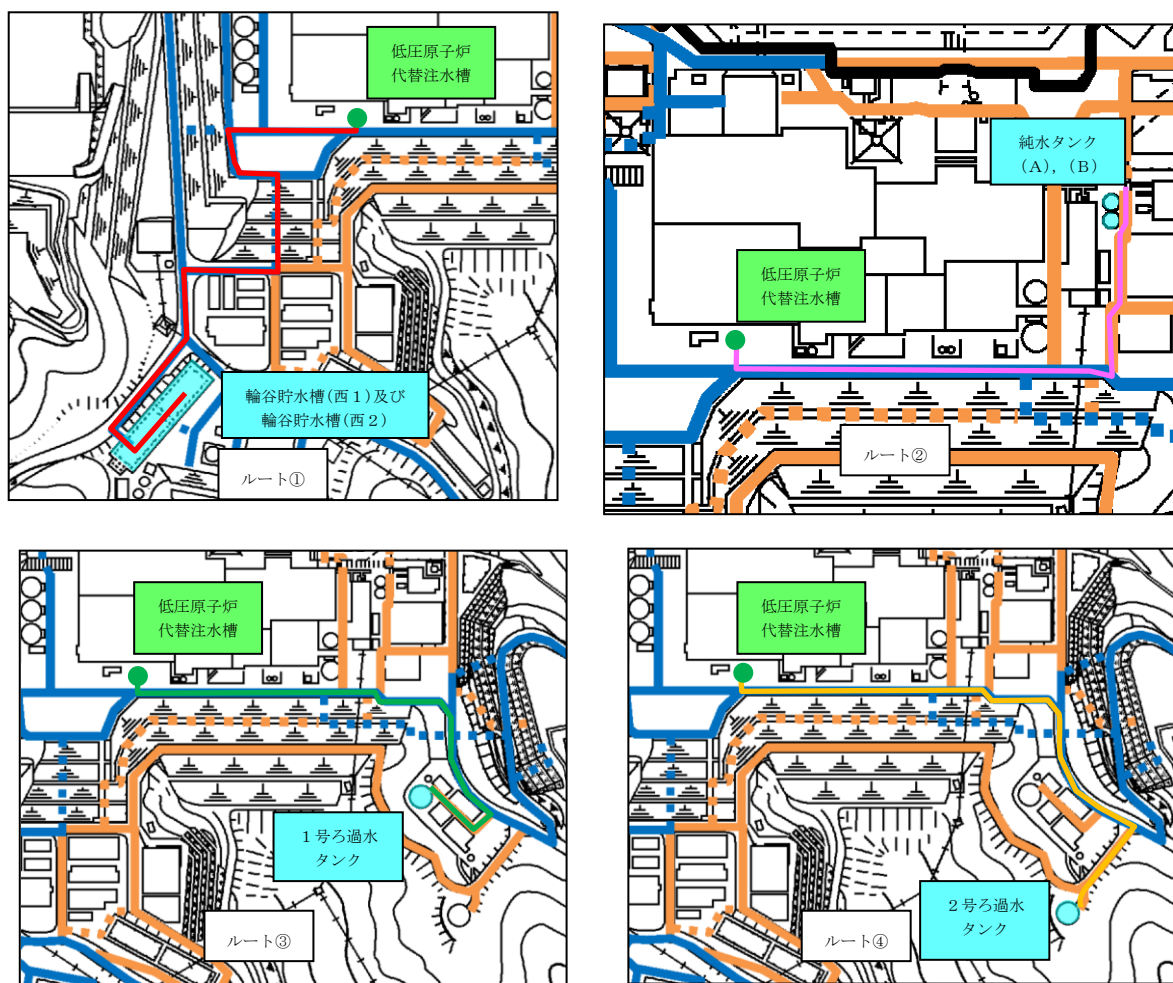 低圧原子炉
代替注水槽
輪谷貯水槽(西1)及び
輪谷貯水槽(西2)
ルート①
純水タンク
(A),(B)
低圧原子炉
代替注水槽
ルート②
低圧原子炉
代替注水槽
1号ろ過水
タンク
ルート③
低圧原子炉
代替注水槽
2号ろ過水
タンク
ルート④